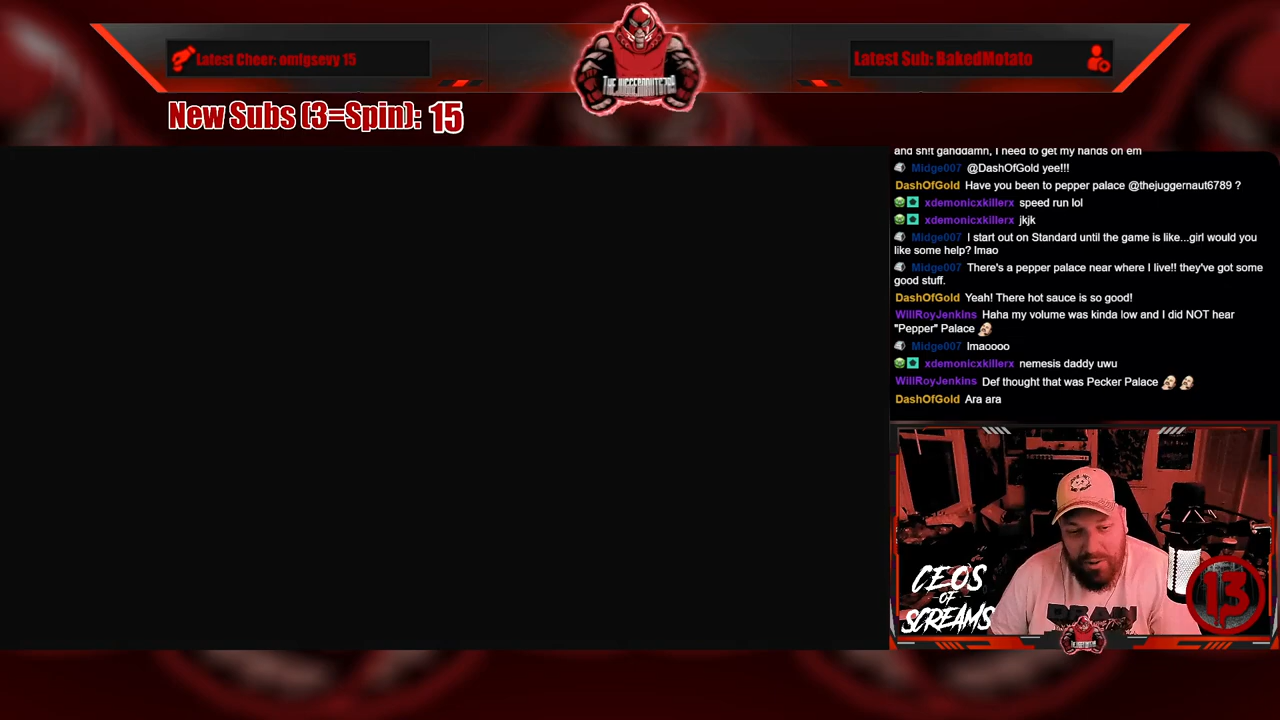 Latest Cheer: omfgsevy 15
THEJUGGERNAUT6789
Latest Sub: BakedMotato
New Subs (3=Spin): 15
and sh!t ganddamn, I need to get my hands on em
Midge007 @DashOfGold yee!!!
DashOfGold Have you been to pepper palace @thejuggernaut6789 ?
xdemonicxkillerx speed run lol
xdemonicxkillerx jkjk
Midge007 I start out on Standard until the game is like...girl would you
like some help? lmao
Midge007 There's a pepper palace near where I live!! they've got some
good stuff.
DashOfGold Yeah! There hot sauce is so good!
WillRoyJenkins Haha my volume was kinda low and I did NOT hear
"Pepper" Palace
Midge007 lmaoooo
xdemonicxkillerx nemesis daddy uwu
WillRoyJenkins Def thought that was Pecker Palace
DashOfGold Ara ara
CEOS
OF
SCREAMS
13